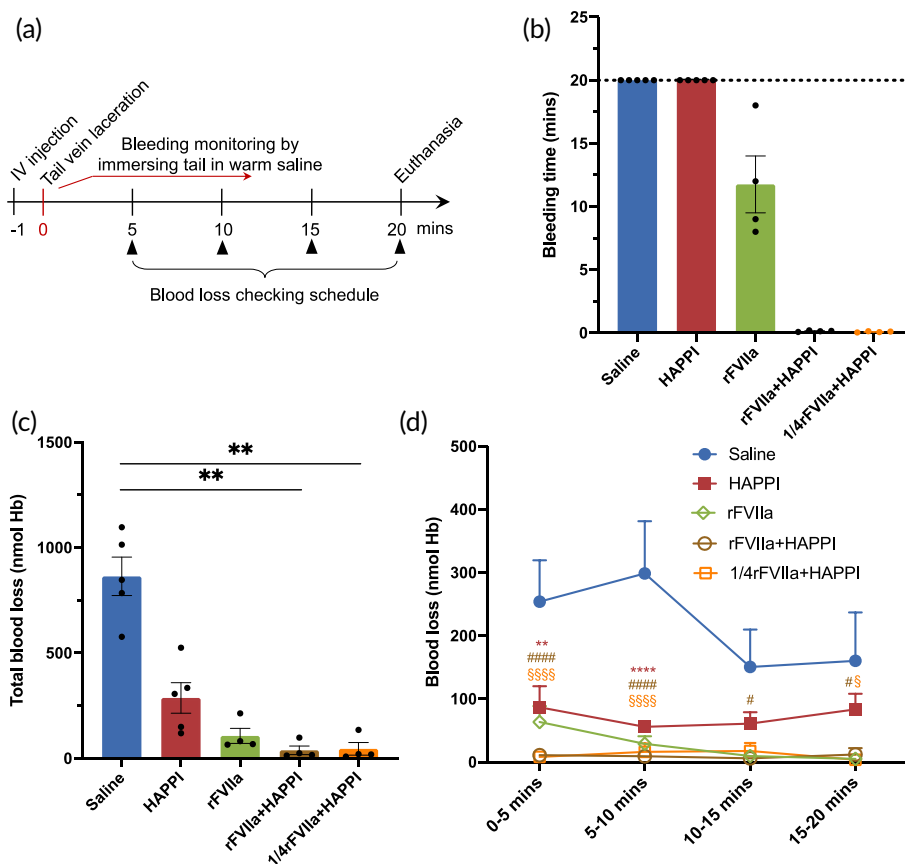 (a)
IV injection
Tail vein laceration
Bleeding monitoring by
immersing tail in warm saline
Euthanasia
-1 0 5 10 15 20 mins
Blood loss checking schedule
(b)
Bleeding time (mins)
25
20
15
10
5
0
Saline
HAPPI
rFVIIa
rFVIIa+HAPPI
1/4rFVIIa+HAPPI
(c)
Total blood loss (nmol Hb)
1500
1000
500
0
**
**
Saline
HAPPI
rFVIIa
rFVIIa+HAPPI
1/4rFVIIa+HAPPI
(d)
Blood loss (nmol Hb)
500
400
300
200
100
0
Saline
HAPPI
rFVIIa
rFVIIa+HAPPI
1/4rFVIIa+HAPPI
**
####
§§§§
****
####
§§§§
#
#§
0-5 mins
5-10 mins
10-15 mins
15-20 mins